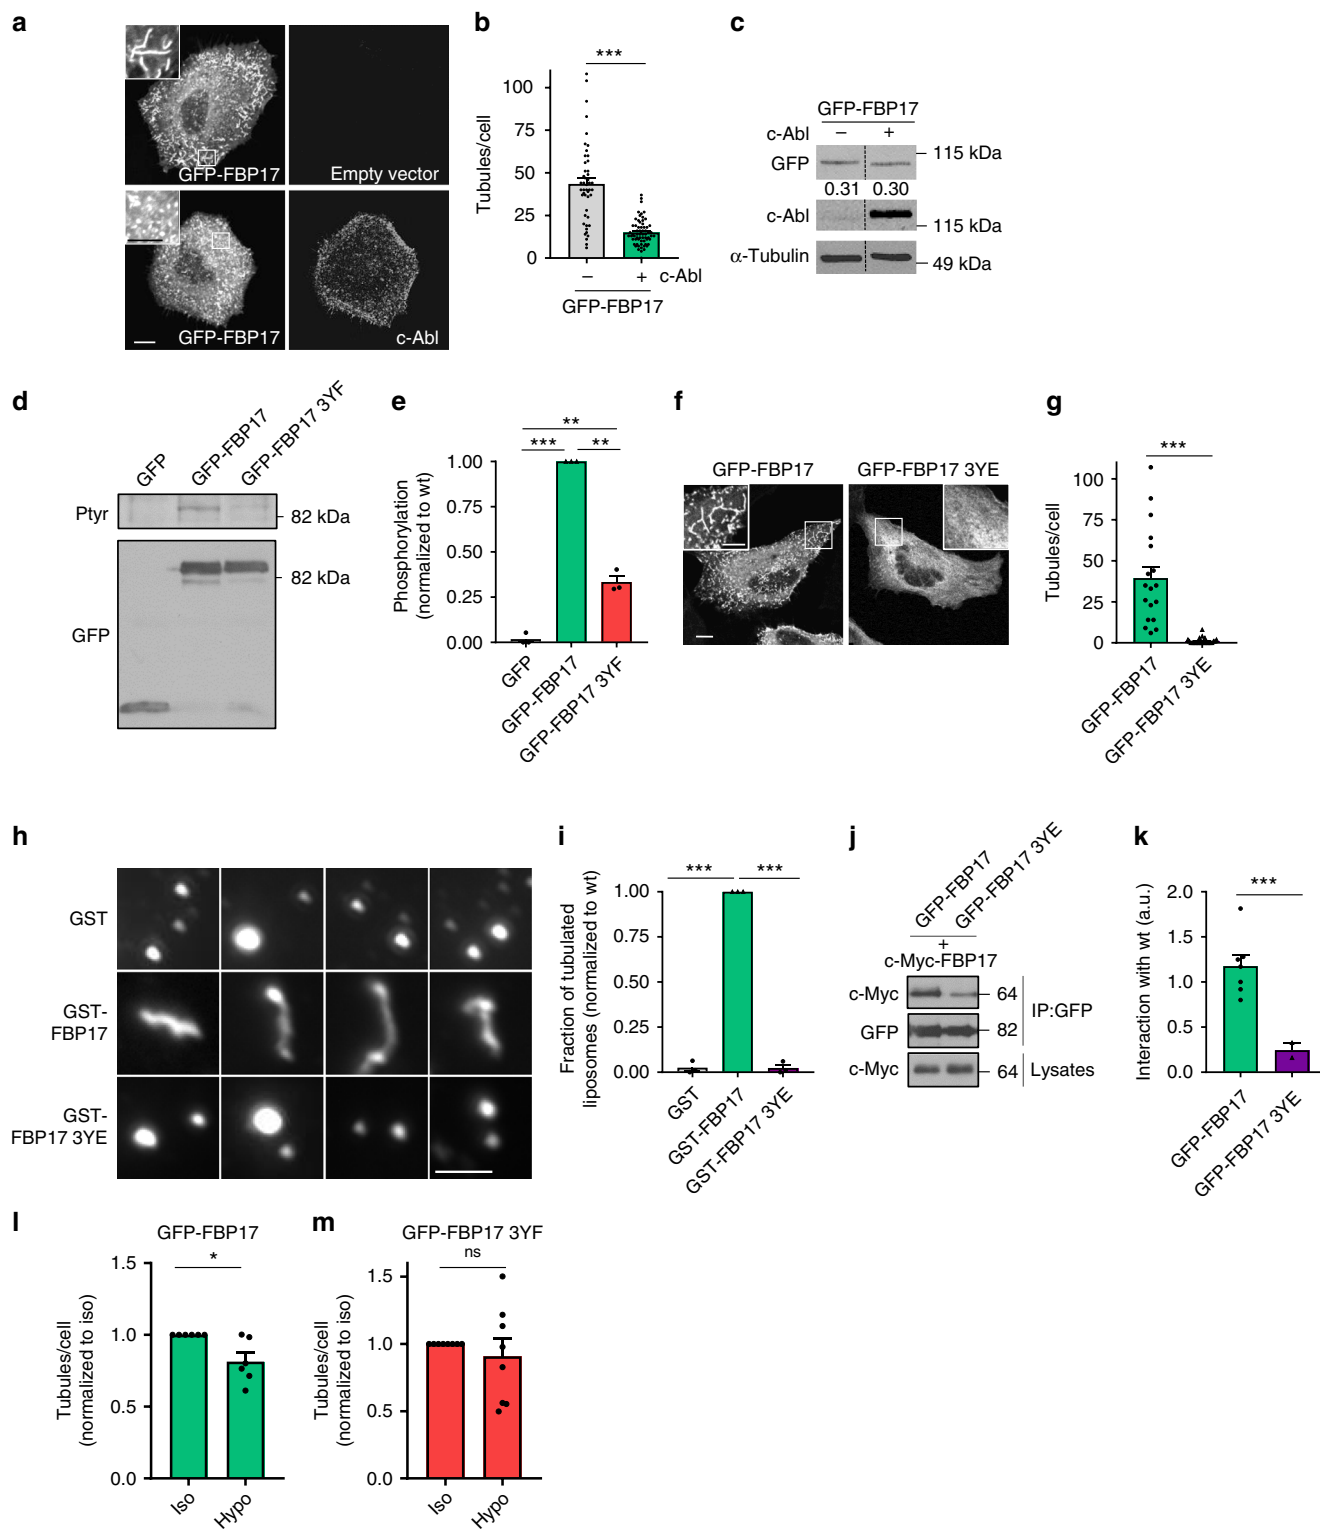 a
GFP-FBP17
Empty vector
GFP-FBP17
c-Abl
b
***
Tubules/cell
100
75
50
25
0
– + c-Abl
GFP-FBP17
c
GFP-FBP17
c-Abl – +
GFP
115 kDa
0.31 0.30
c-Abl
115 kDa
α-Tubulin
49 kDa
d
GFP
GFP-FBP17
GFP-FBP17 3YF
Ptyr
82 kDa
82 kDa
GFP
e
**
*** **
Phosphorylation
(normalized to wt)
1.00
0.75
0.50
0.25
0.00
GFP
GFP-FBP17
GFP-FBP17 3YF
f
GFP-FBP17
GFP-FBP17 3YE
g
***
Tubules/cell
100
75
50
25
0
GFP-FBP17
GFP-FBP17 3YE
h
GST
GST-
FBP17
GST-
FBP17 3YE
i
*** ***
Fraction of tubulated
liposomes (normalized to wt)
1.00
0.75
0.50
0.25
0.00
GST
GST-FBP17
GST-FBP17 3YE
j
GFP-FBP17
GFP-FBP17 3YE
+
c-Myc-FBP17
c-Myc 64
GFP 82
IP:GFP
c-Myc 64 Lysates
k
***
Interaction with wt (a.u.)
2.0
1.5
1.0
0.5
0.0
GFP-FBP17
GFP-FBP17 3YE
l
GFP-FBP17
*
Tubules/cell
(normalized to iso)
1.5
1.0
0.5
0.0
Iso
Hypo
m
GFP-FBP17 3YF
ns
Tubules/cell
(normalized to iso)
1.5
1.0
0.5
0.0
Iso
Hypo